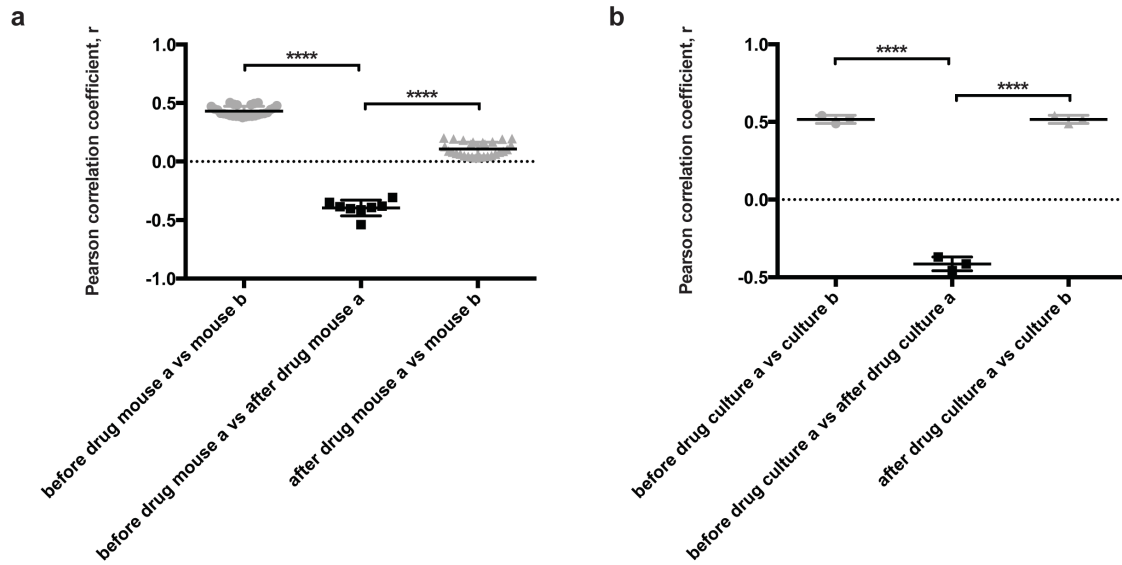 a
Pearson correlation coefficient, r
1.0
0.5
0.0
-0.5
-1.0
****
****
before drug mouse a vs mouse b
before drug mouse a vs after drug mouse a
after drug mouse a vs mouse b
b
Pearson correlation coefficient, r
1.0
0.5
0.0
-0.5
****
****
before drug culture a vs culture b
before drug culture a vs after drug culture a
after drug culture a vs culture b